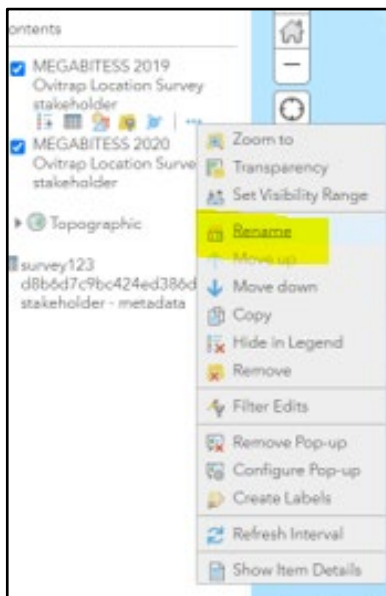 ontents
MEGABITESS 2019
Ovitrap Location Survey
stakeholder
MEGABITESS 2020
Ovitrap Location Surve
stakeholder
Topographic
survey123
d8b6d7c9bc424ed386d
stakeholder - metadata
Zoom to
Transparency
Set Visibility Range
Rename
Move up
Move down
Copy
Hide in Legend
Remove
Filter Edits
Remove Pop-up
Configure Pop-up
Create Labels
Refresh Interval
Show Item Details